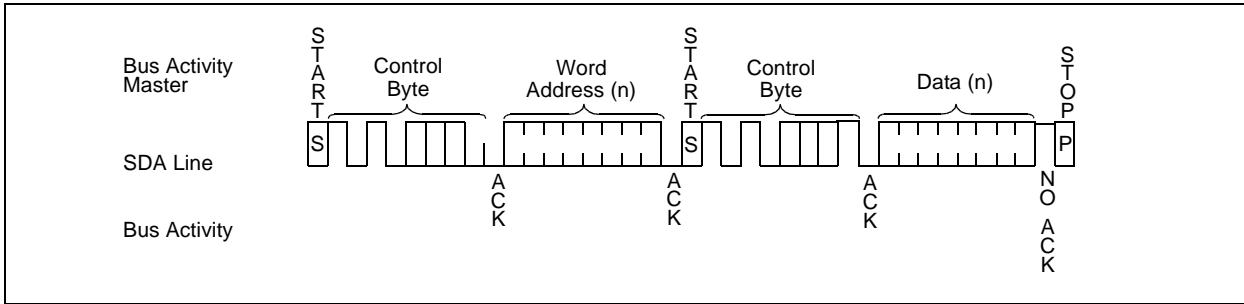 Bus Activity
Master
SDA Line
Bus Activity
START
Control
Byte
Word
Address (n)
START
Control
Byte
Data (n)
STOP
S
S
P
ACK
ACK
ACK
NO ACK